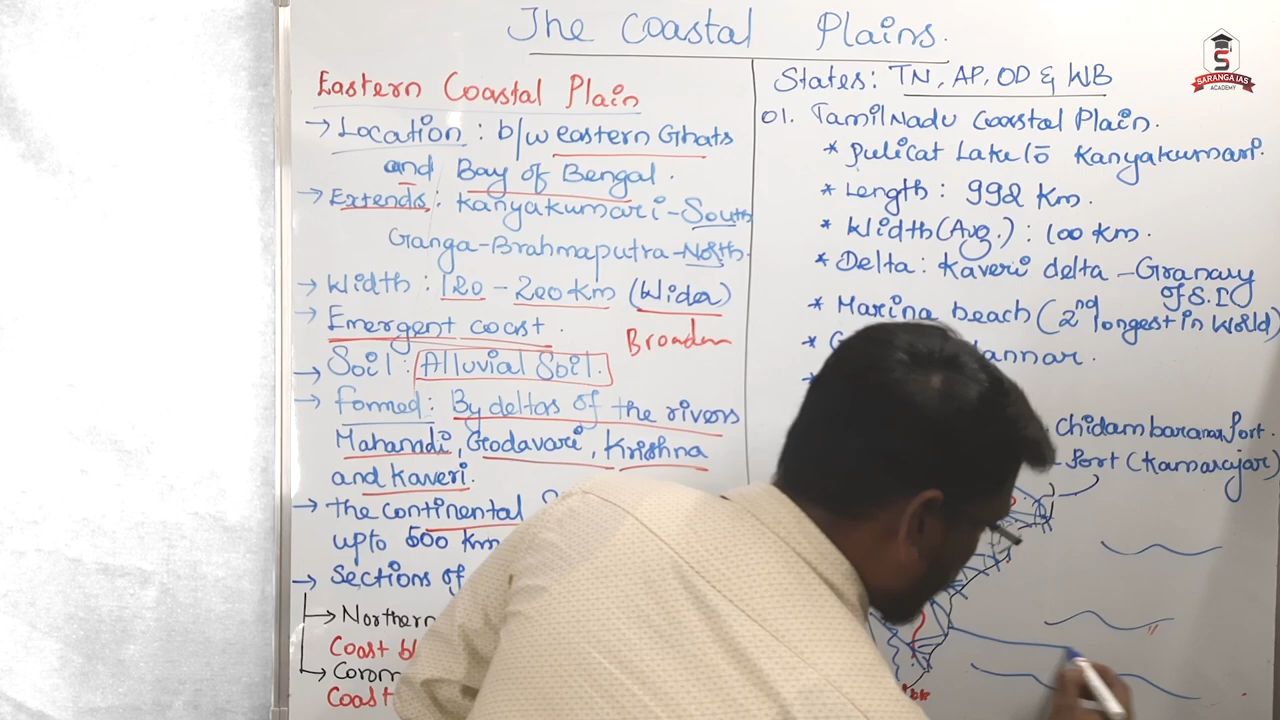 The Coastal Plains.
Eastern Coastal Plain
→ Location : b/w eastern Ghats
and Bay of Bengal.
→ Extends : Kanyakumari-South
Ganga-Brahmaputra-North.
→ Width : 120 - 200 km (Wider)
Broader
→ Emergent coast.
→ Soil : Alluvial Soil.
→ Formed : By deltas of the rivers
Mahanadi, Godavari, Krishna
and Kaveri.
→ the continental
upto 500 km
→ Sections of
→ Northern
Coast b/
→ Corom
Coast
States: TN, AP, OD & WB
01. TamilNadu Coastal Plain.
* Pulicat Lake to Kanyakumari.
* Length : 992 Km.
* Width (Avg.) : 100 km.
* Delta : Kaveri delta - Granary
of S.I
* Marina beach (2nd longest in World)
* G annar.
Chidambaranar Port.
- Port (Kamarajar)
S
SARANGA IAS
ACADEMY